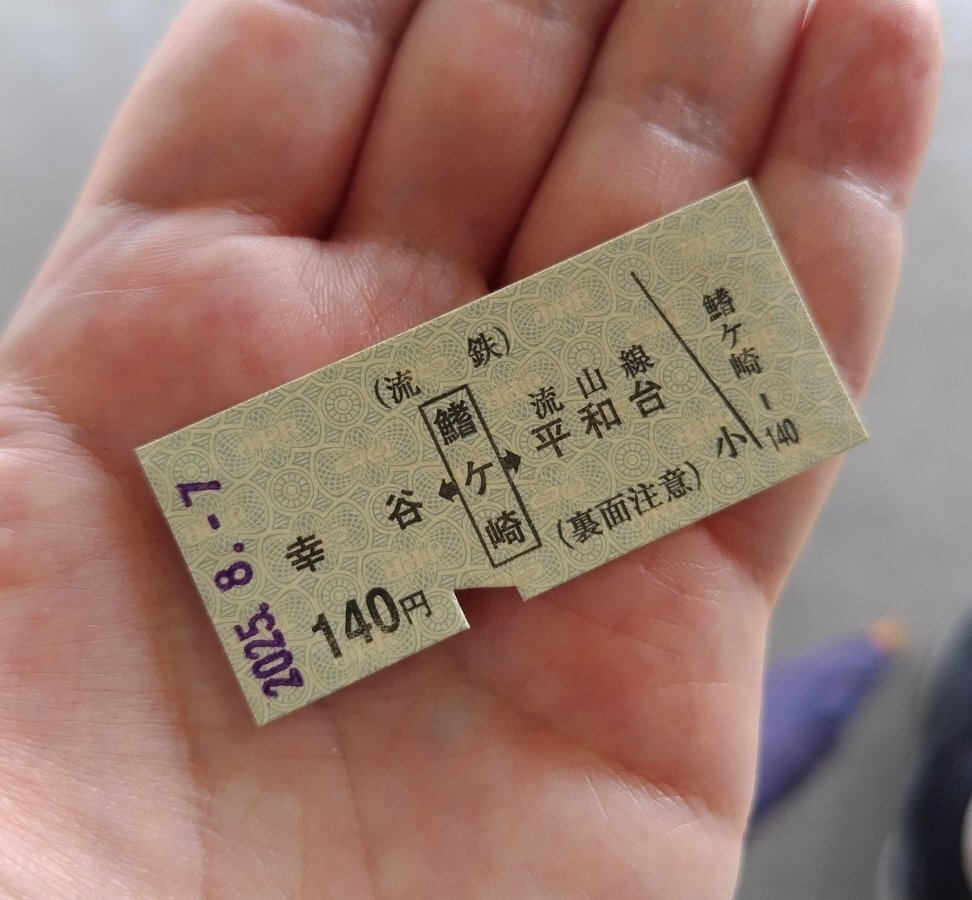 (流 鉄)
2025. 8. -7
幸 谷 ⬅ 鰭ケ崎 ➡ 流山線平和台
140円
(裏面注意)
小
鰭ケ崎 - 140